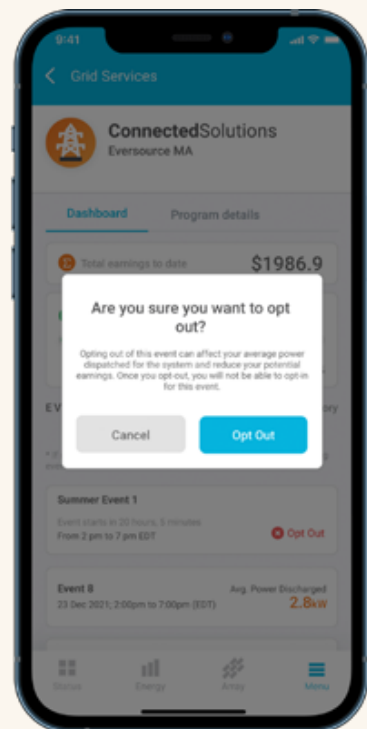 9:41
Grid Services
ConnectedSolutions
Eversource MA
Dashboard Program details
Total earnings to date $1986.9
Are you sure you want to opt
out?
Opting out of this event can affect your average power
dispatched for the system and reduce your potential
earnings. Once you opt-out, you will not be able to opt-in
for this event.
Cancel Opt Out
Summer Event 1
Event starts in 20 hours, 5 minutes
From 2 pm to 7 pm EDT Opt Out
Event 8 Avg. Power Discharged
23 Dec 2021; 2:00pm to 7:00pm (EDT) 2.8kW
Status Energy Array Menu